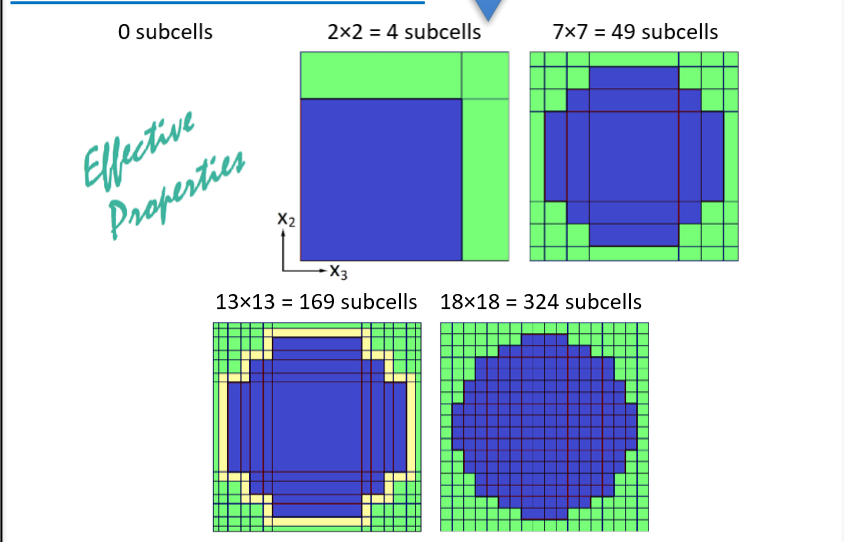 0 subcells
2×2 = 4 subcells
7×7 = 49 subcells
Effective
Properties
x₂
x₃
13×13 = 169 subcells
18×18 = 324 subcells